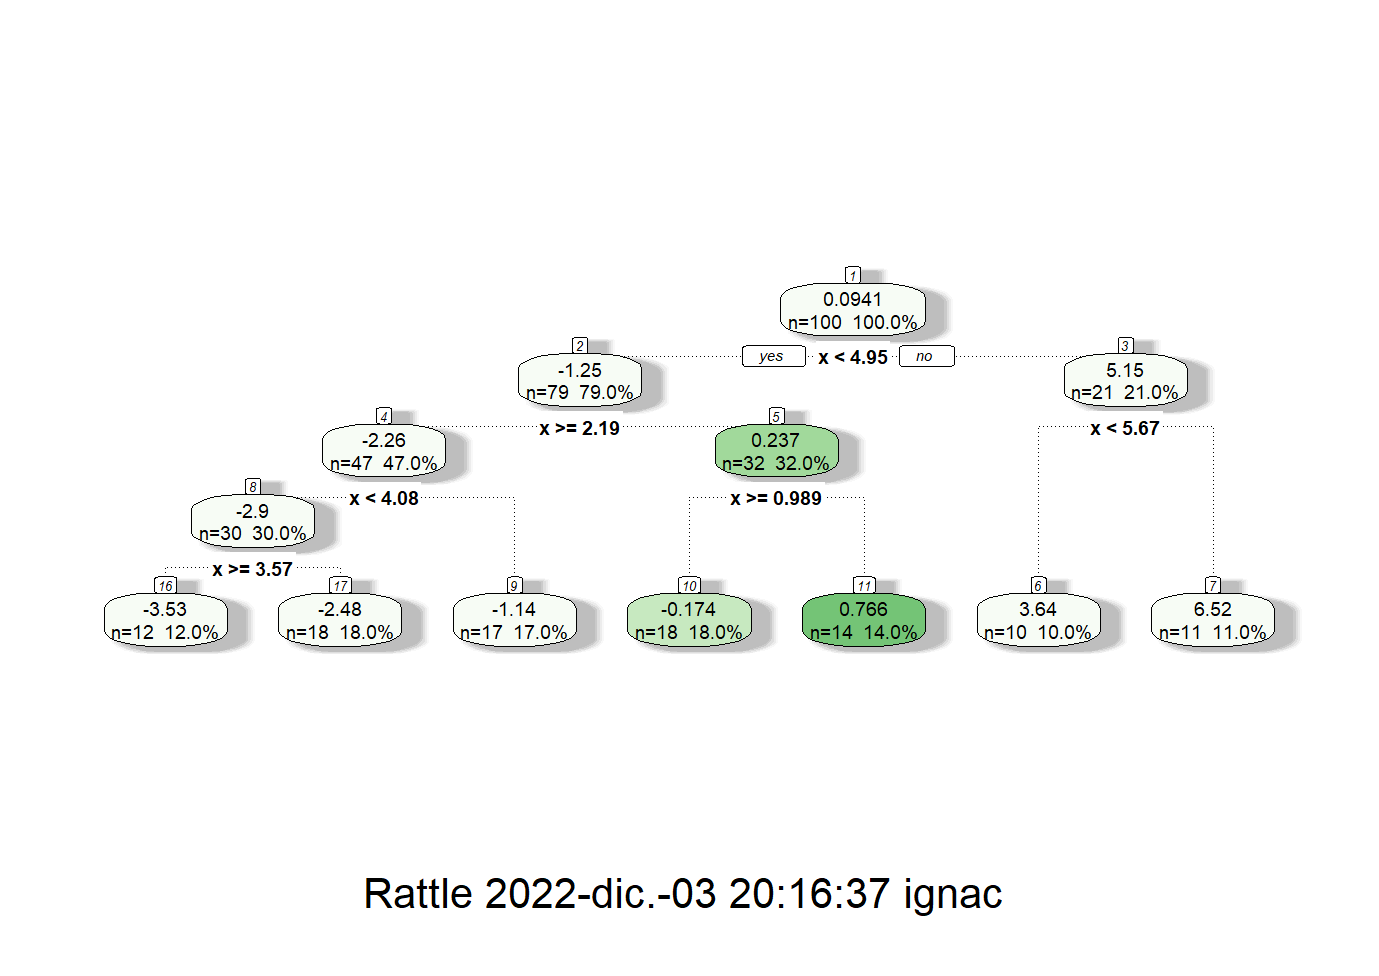 1
0.0941
n=100 100.0%
yes x < 4.95 no
2
-1.25
n=79 79.0%
3
5.15
n=21 21.0%
x >= 2.19
x < 5.67
4
-2.26
n=47 47.0%
5
0.237
n=32 32.0%
x < 4.08
x >= 0.989
8
-2.9
n=30 30.0%
x >= 3.57
16
-3.53
n=12 12.0%
17
-2.48
n=18 18.0%
9
-1.14
n=17 17.0%
10
-0.174
n=18 18.0%
11
0.766
n=14 14.0%
6
3.64
n=10 10.0%
7
6.52
n=11 11.0%
Rattle 2022-dic.-03 20:16:37 ignac